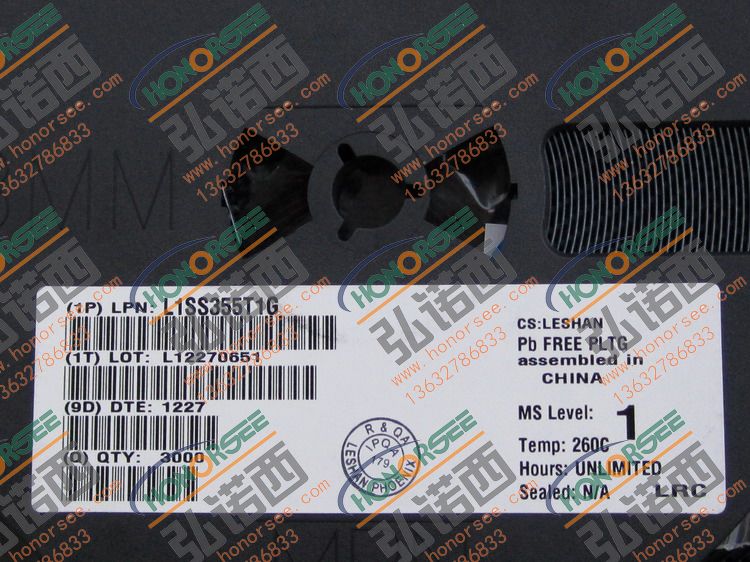 HONORSEE
弘诺西
www.honorsee.com
13632786833
8MM
(1P) LPN: L1SS355T1G
(1T) LOT: L12270651
(9D) DTE: 1227
(Q) QTY: 3000
R & QA
IPQA
LESHAN PHOENIX
CS:LESHAN
Pb FREE PLTG
assembled in
CHINA
MS Level: 1
Temp: 260C
Hours: UNLIMITED
Sealed: N/A
LRC